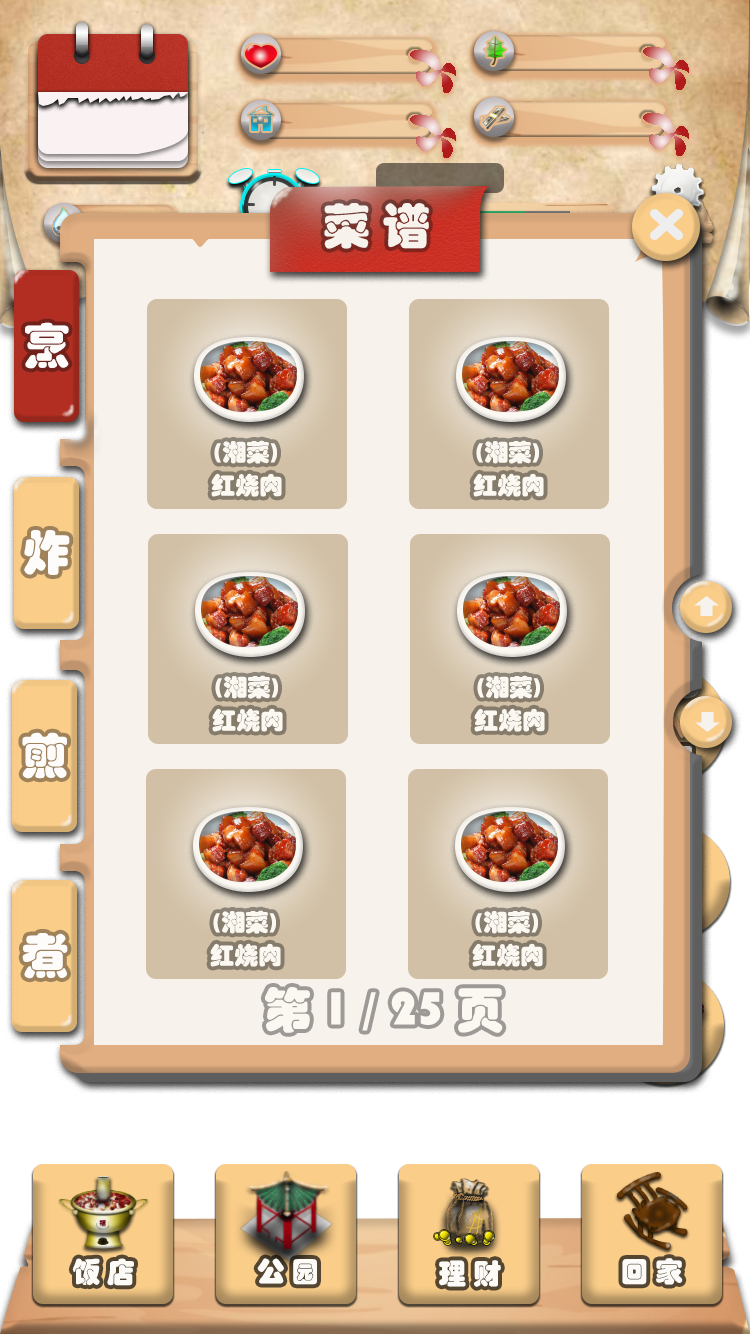 菜谱
烹
炸
煎
煮
(湘菜)
红烧肉
(湘菜)
红烧肉
(湘菜)
红烧肉
(湘菜)
红烧肉
(湘菜)
红烧肉
(湘菜)
红烧肉
第 1 / 25 页
饭店
公园
理财
回家